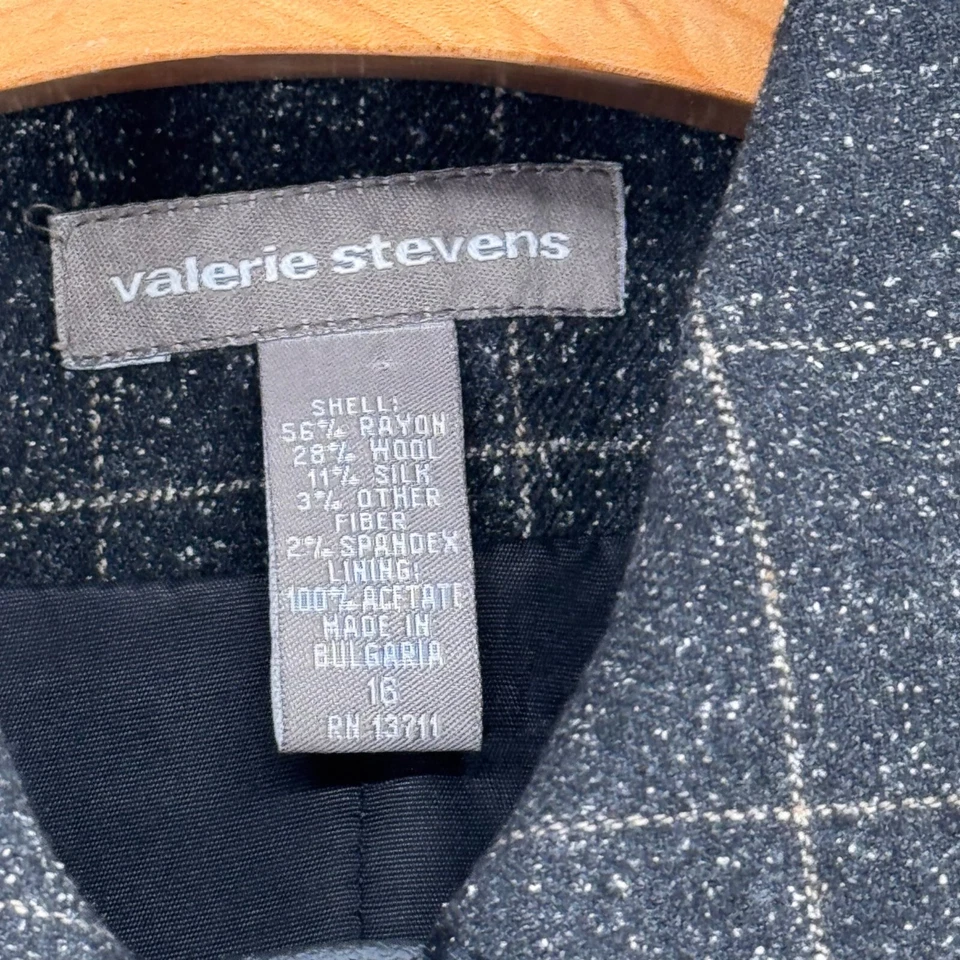 valerie stevens
SHELL:
56% RAYON
28% WOOL
11% SILK
3% OTHER
FIBER
2% SPANDEX
LINING:
100% ACETATE
MADE IN
BULGARIA
16
RN 13711